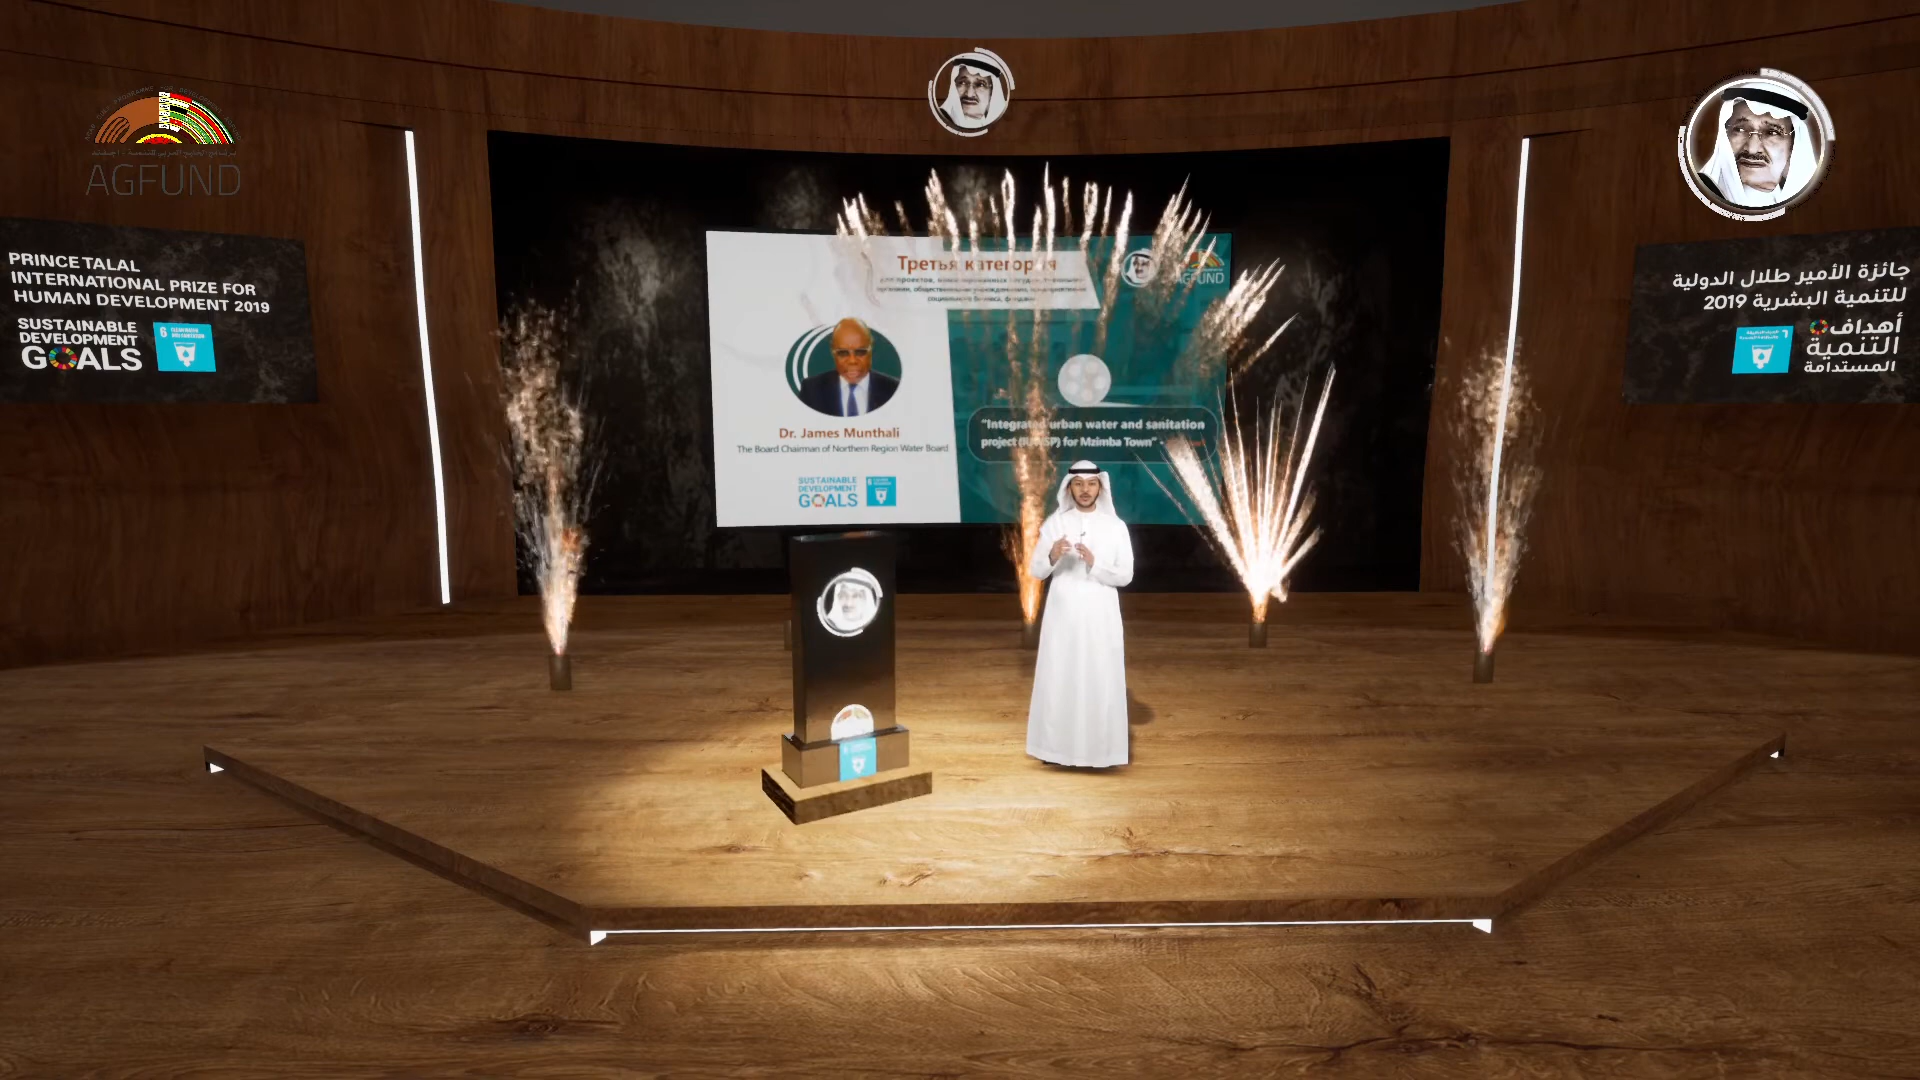 AGFUND
PRINCE TALAL
INTERNATIONAL PRIZE FOR
HUMAN DEVELOPMENT 2019
SUSTAINABLE
DEVELOPMENT
GOALS
6
Третья категория
AGFUND
Dr. James Munthali
The Board Chairman of Northern Region Water Board
SUSTAINABLE
DEVELOPMENT
GOALS
6
"Integrated urban water and sanitation
project for Mzimba Town" -
جائزة الأمير طلال الدولية
للتنمية البشرية 2019
أهداف
التنمية
المستدامة